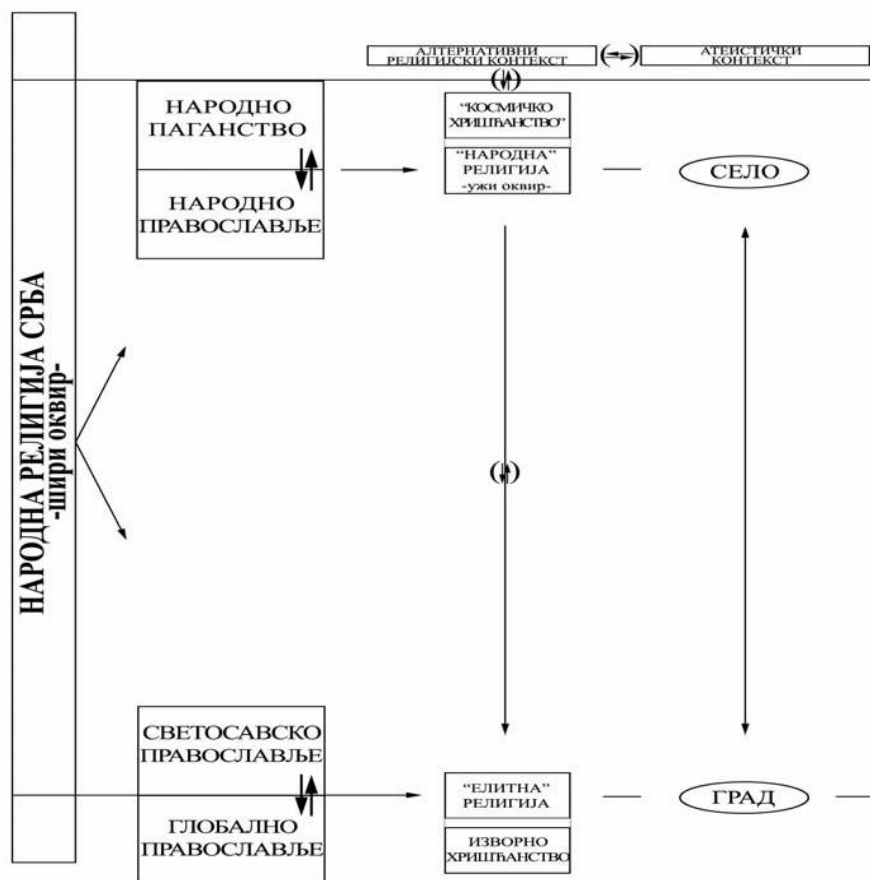 НАРОДНА РЕЛИГИЈА СРБА
-шири оквир-
АЛТЕРНАТИВНИ
РЕЛИГИЈСКИ КОНТЕКСТ
АТЕИСТИЧКИ
КОНТЕКСТ
НАРОДНО
ПАГАНСТВО
НАРОДНО
ПРАВОСЛАВЉЕ
“КОСМИЧКО
ХРИШЋАНСТВО”
“НАРОДНА”
РЕЛИГИЈА
-ужи оквир-
СЕЛО
СВЕТОСАВСКО
ПРАВОСЛАВЉЕ
ГЛОБАЛНО
ПРАВОСЛАВЉЕ
“ЕЛИТНА”
РЕЛИГИЈА
ИЗВОРНО
ХРИШЋАНСТВО
ГРАД